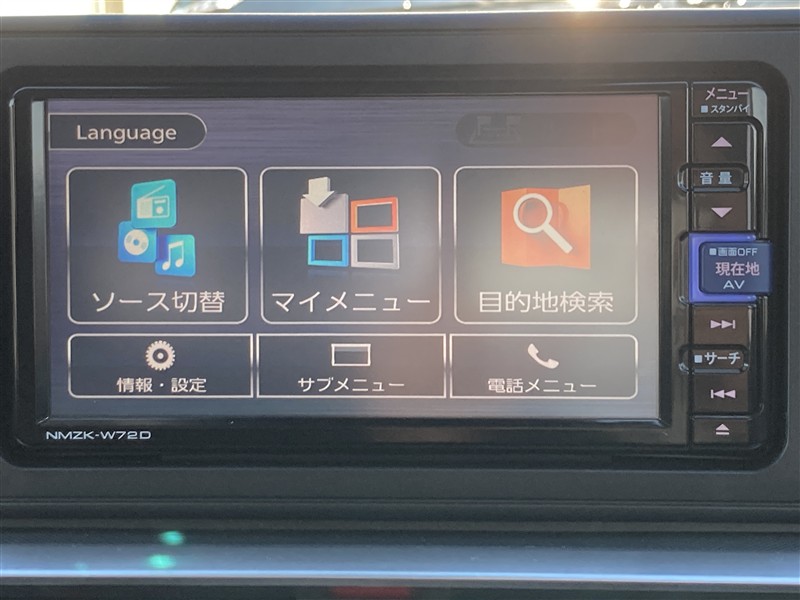 Language
ソース切替
マイメニュー
目的地検索
情報・設定
サブメニュー
電話メニュー
NMZK-W72D
メニュー
■スタンバイ
音量
■画面OFF
現在地
AV
■サーチ